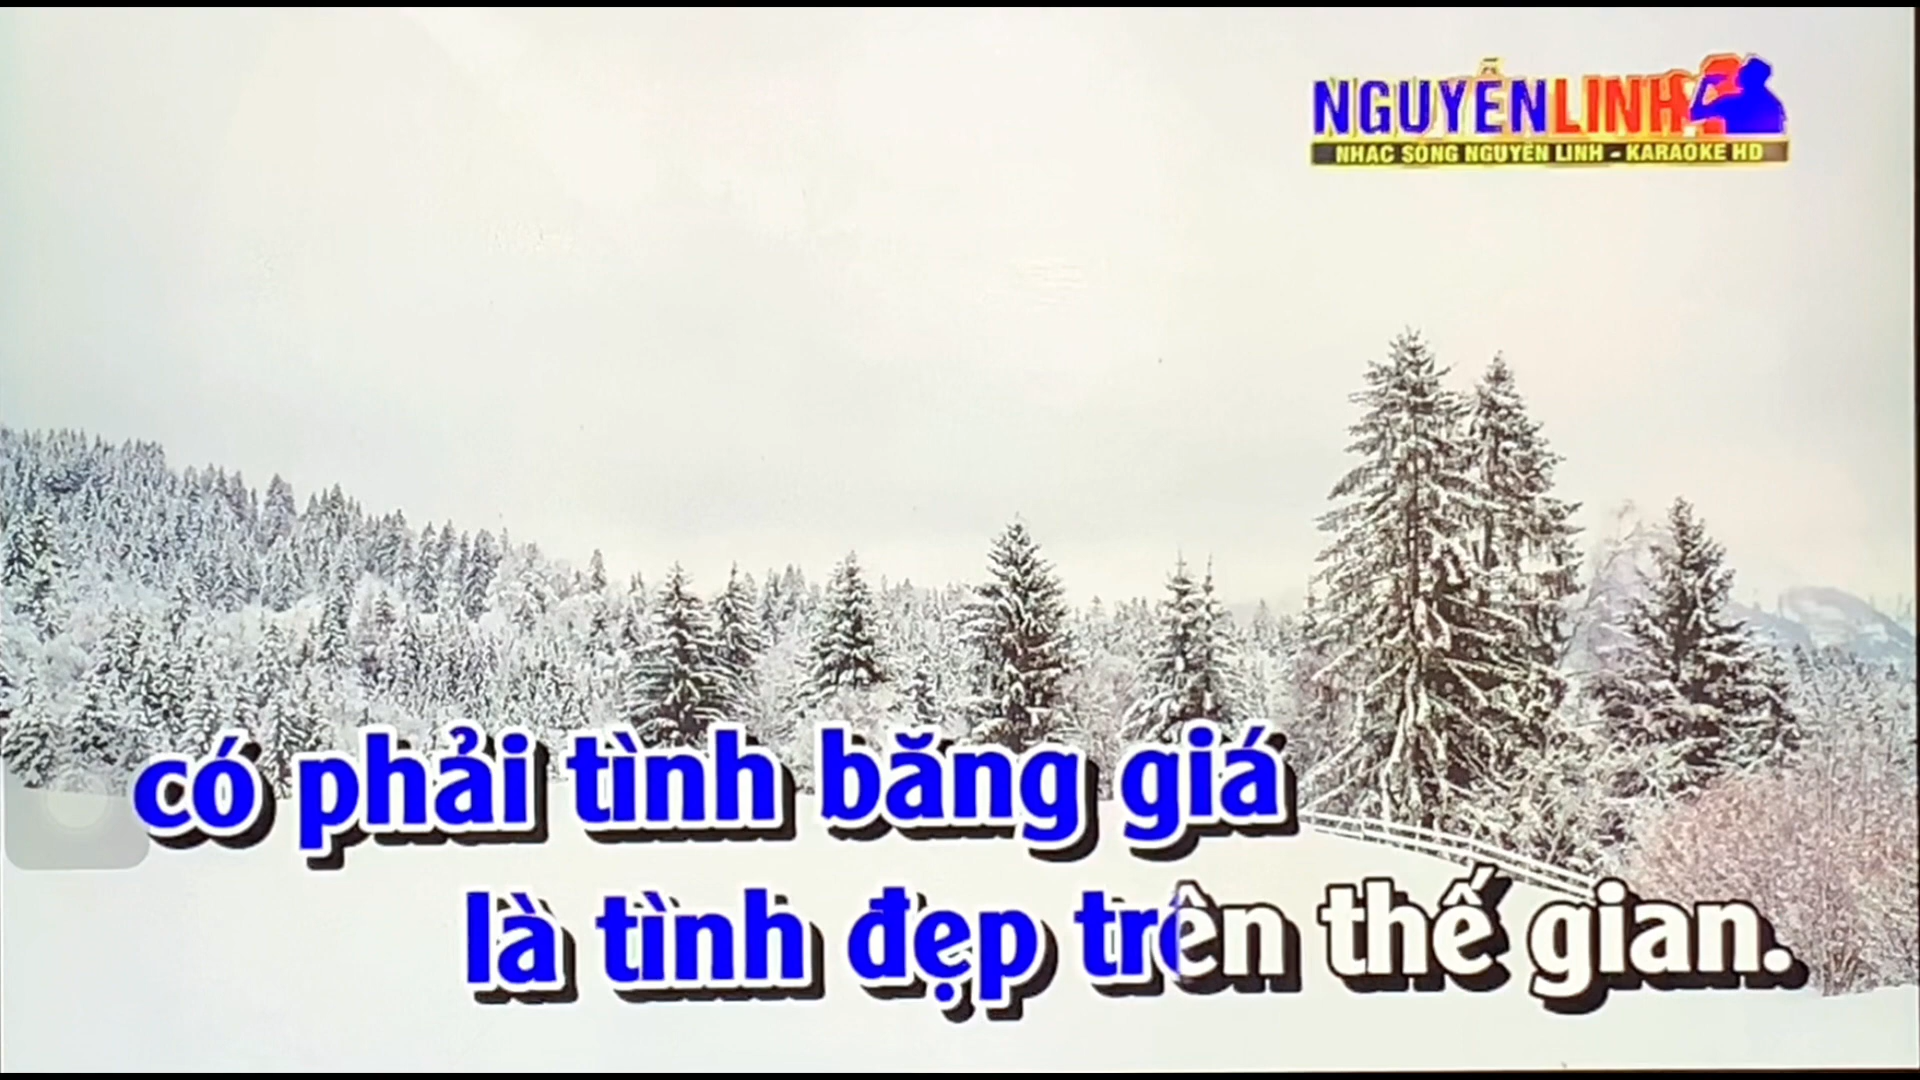 NGUYỄN LINH
NHẠC SỐNG NGUYỄN LINH - KARAOKE HD
có phải tình băng giá
là tình đẹp trên thế gian.